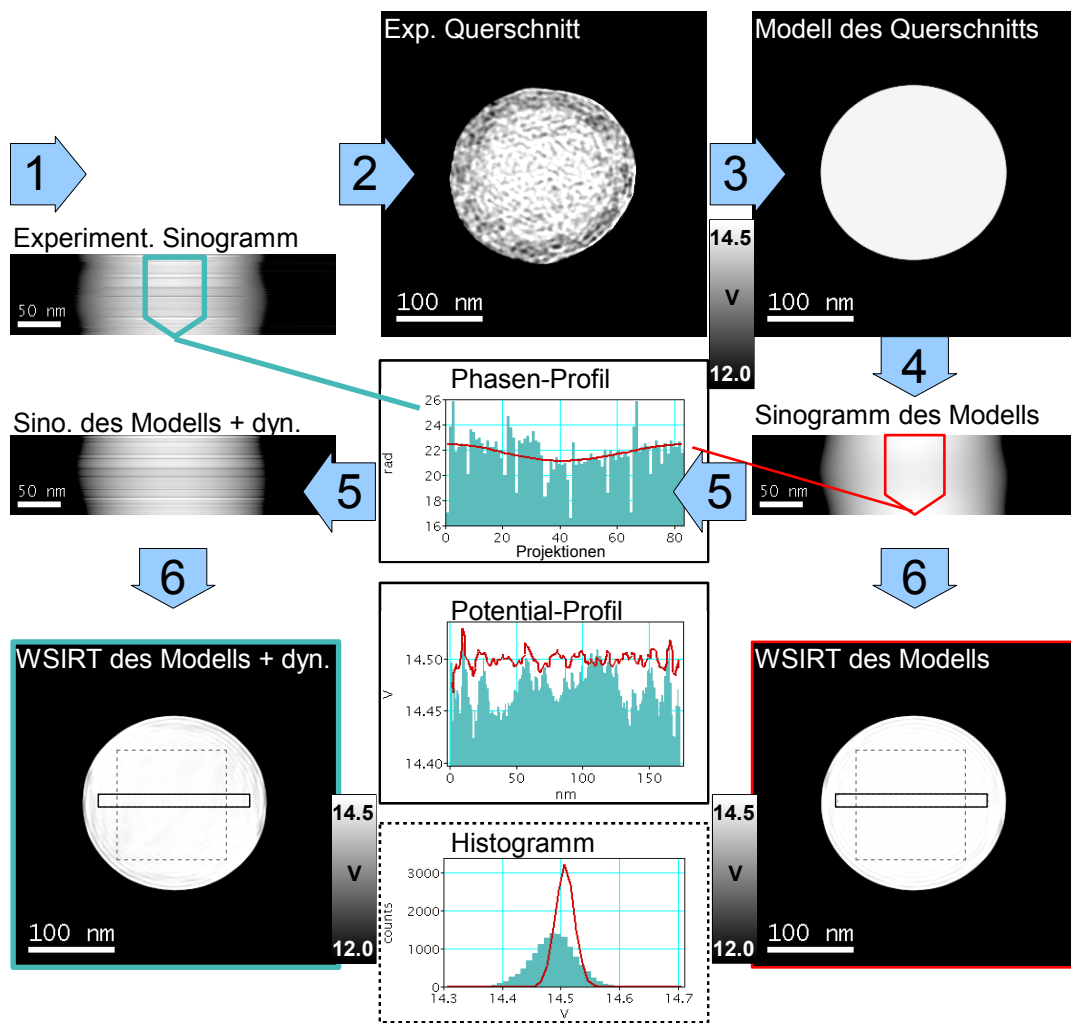 Exp. Querschnitt
Modell des Querschnitts
1
2
3
Experiment. Sinogramm
50 nm
100 nm
14.5
V
12.0
100 nm
4
Phasen-Profil
26
24
22
20
18
16
rad
0
20
40
60
80
Projektionen
Sino. des Modells + dyn.
50 nm
5
5
Sinogramm des Modells
50 nm
6
6
WSIRT des Modells + dyn.
100 nm
14.5
V
12.0
Potential-Profil
14.50
14.45
14.40
V
0
50
100
150
nm
Histogramm
3000
2000
1000
0
counts
14.3
14.4
14.5
14.6
14.7
V
WSIRT des Modells
14.5
V
12.0
100 nm